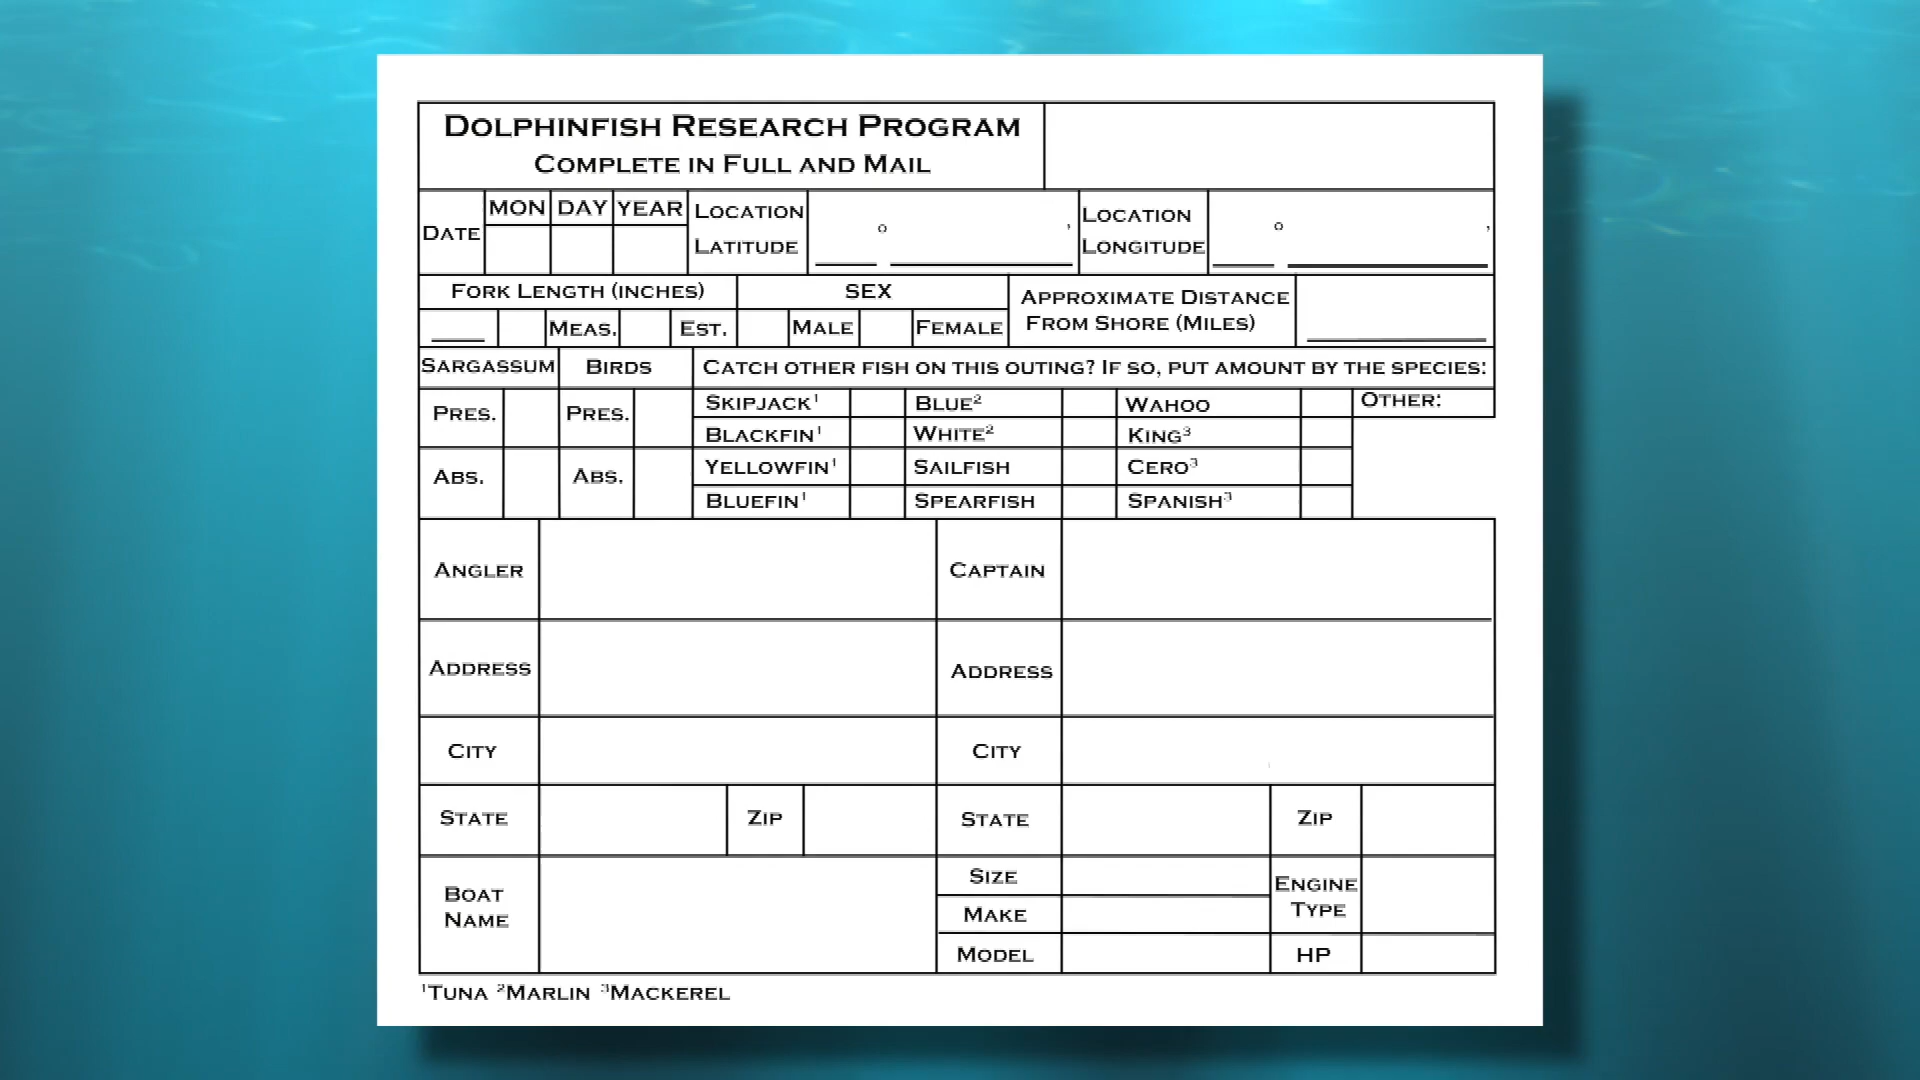 DOLPHINFISH RESEARCH PROGRAM
COMPLETE IN FULL AND MAIL
DATE MON DAY YEAR LOCATION LATITUDE ° ' LOCATION LONGITUDE ° '
FORK LENGTH (INCHES) SEX APPROXIMATE DISTANCE
FROM SHORE (MILES)
MEAS. EST. MALE FEMALE
SARGASSUM BIRDS CATCH OTHER FISH ON THIS OUTING? IF SO, PUT AMOUNT BY THE SPECIES:
PRES. PRES. SKIPJACK¹ BLUE² WAHOO OTHER:
BLACKFIN¹ WHITE² KING³
ABS. ABS. YELLOWFIN¹ SAILFISH CERO³
BLUEFIN¹ SPEARFISH SPANISH³
ANGLER CAPTAIN
ADDRESS ADDRESS
CITY CITY
STATE ZIP STATE ZIP
BOAT NAME
SIZE ENGINE TYPE
MAKE
MODEL HP
¹TUNA ²MARLIN ³MACKEREL